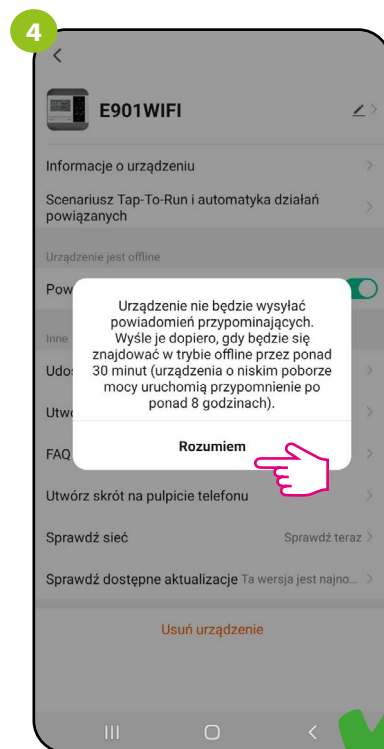 4
E901WIFI
Informacje o urządzeniu
Scenariusz Tap-To-Run i automatyka działań
powiązanych
Urządzenie jest offline
Pow
Urządzenie nie będzie wysyłać
powiadomień przypominających.
Wyśle je dopiero, gdy będzie się
znajdować w trybie offline przez ponad
30 minut (urządzenia o niskim poborze
mocy uruchomią przypomnienie po
ponad 8 godzinach).
Rozumiem
Inne
Udo
Utwó
FAQ
Utwórz skrót na pulpicie telefonu
Sprawdź sieć Sprawdź teraz
Sprawdź dostępne aktualizacje Ta wersja jest najno...
Usuń urządzenie